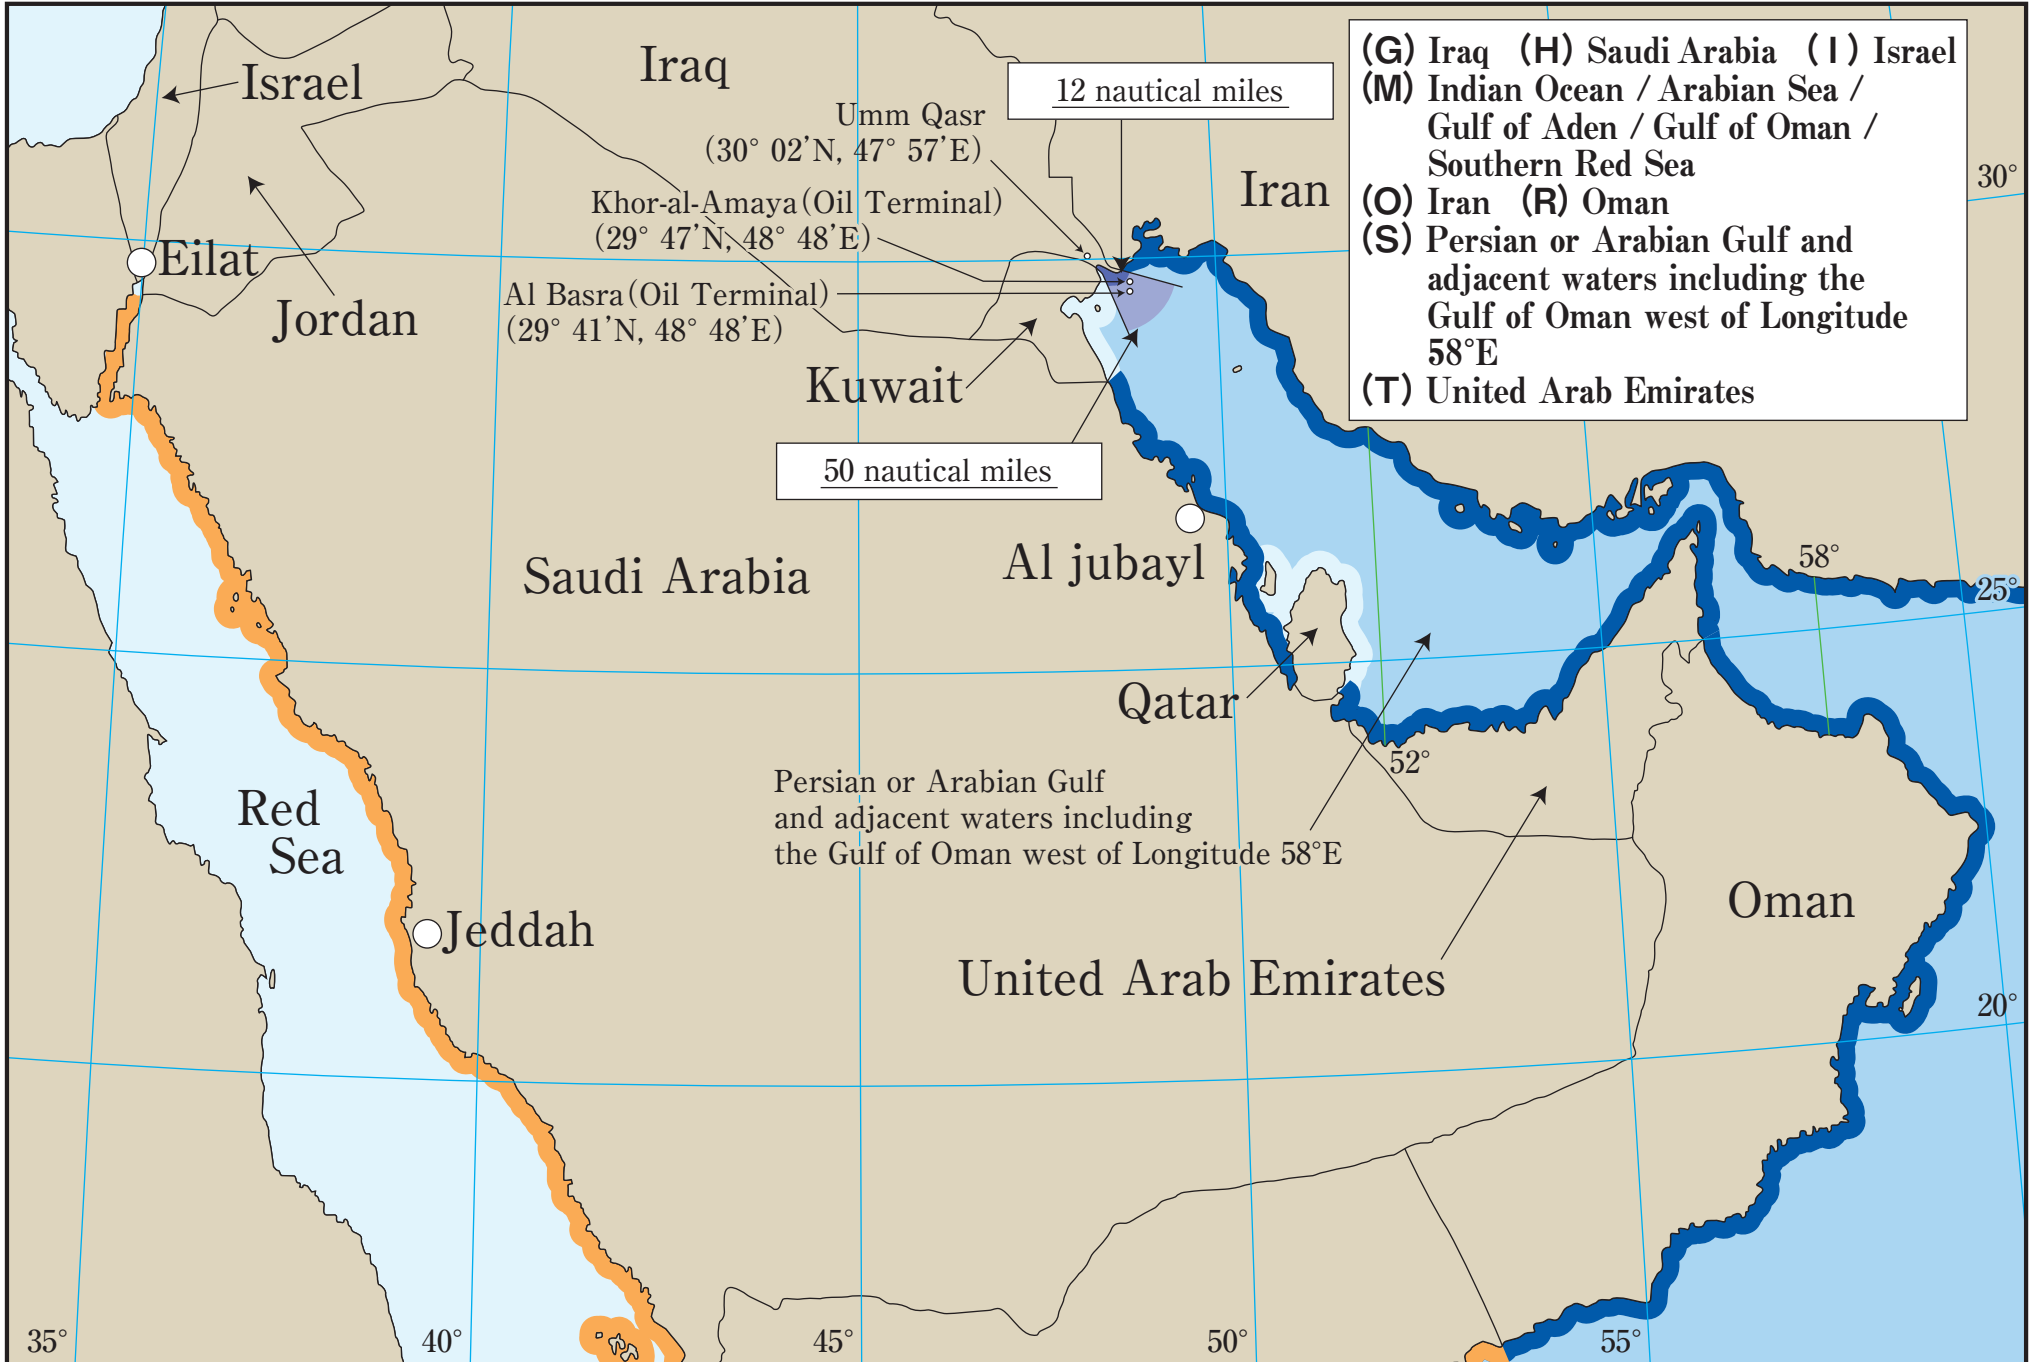 (G) Iraq (H) Saudi Arabia (I) Israel
(M) Indian Ocean / Arabian Sea /
Gulf of Aden / Gulf of Oman /
Southern Red Sea
(O) Iran (R) Oman
(S) Persian or Arabian Gulf and
adjacent waters including the
Gulf of Oman west of Longitude
58°E
(T) United Arab Emirates
Israel
Iraq
12 nautical miles
Umm Qasr
(30° 02’N, 47° 57’E)
Iran
30°
Khor-al-Amaya(Oil Terminal)
(29° 47’N, 48° 48’E)
Eilat
Al Basra(Oil Terminal)
(29° 41’N, 48° 48’E)
Jordan
Kuwait
50 nautical miles
Al jubayl
Saudi Arabia
58°
25°
Qatar
52°
Persian or Arabian Gulf
and adjacent waters including
the Gulf of Oman west of Longitude 58°E
Red
Sea
Oman
Jeddah
United Arab Emirates
20°
35°
40°
45°
50°
55°